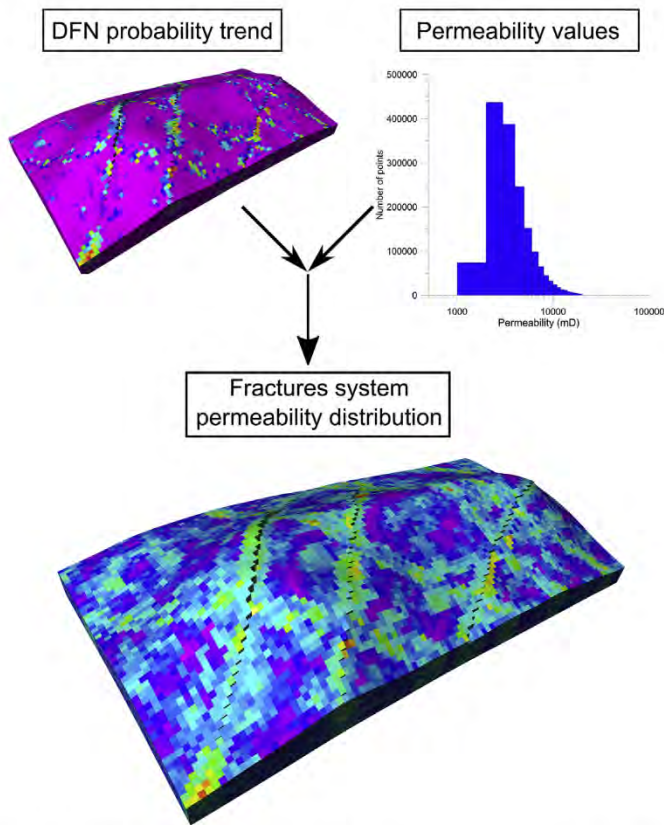 DFN probability trend
Permeability values
500000
400000
300000
200000
100000
0
Number of points
1000
10000
100000
Permeability (mD)
Fractures system
permeability distribution